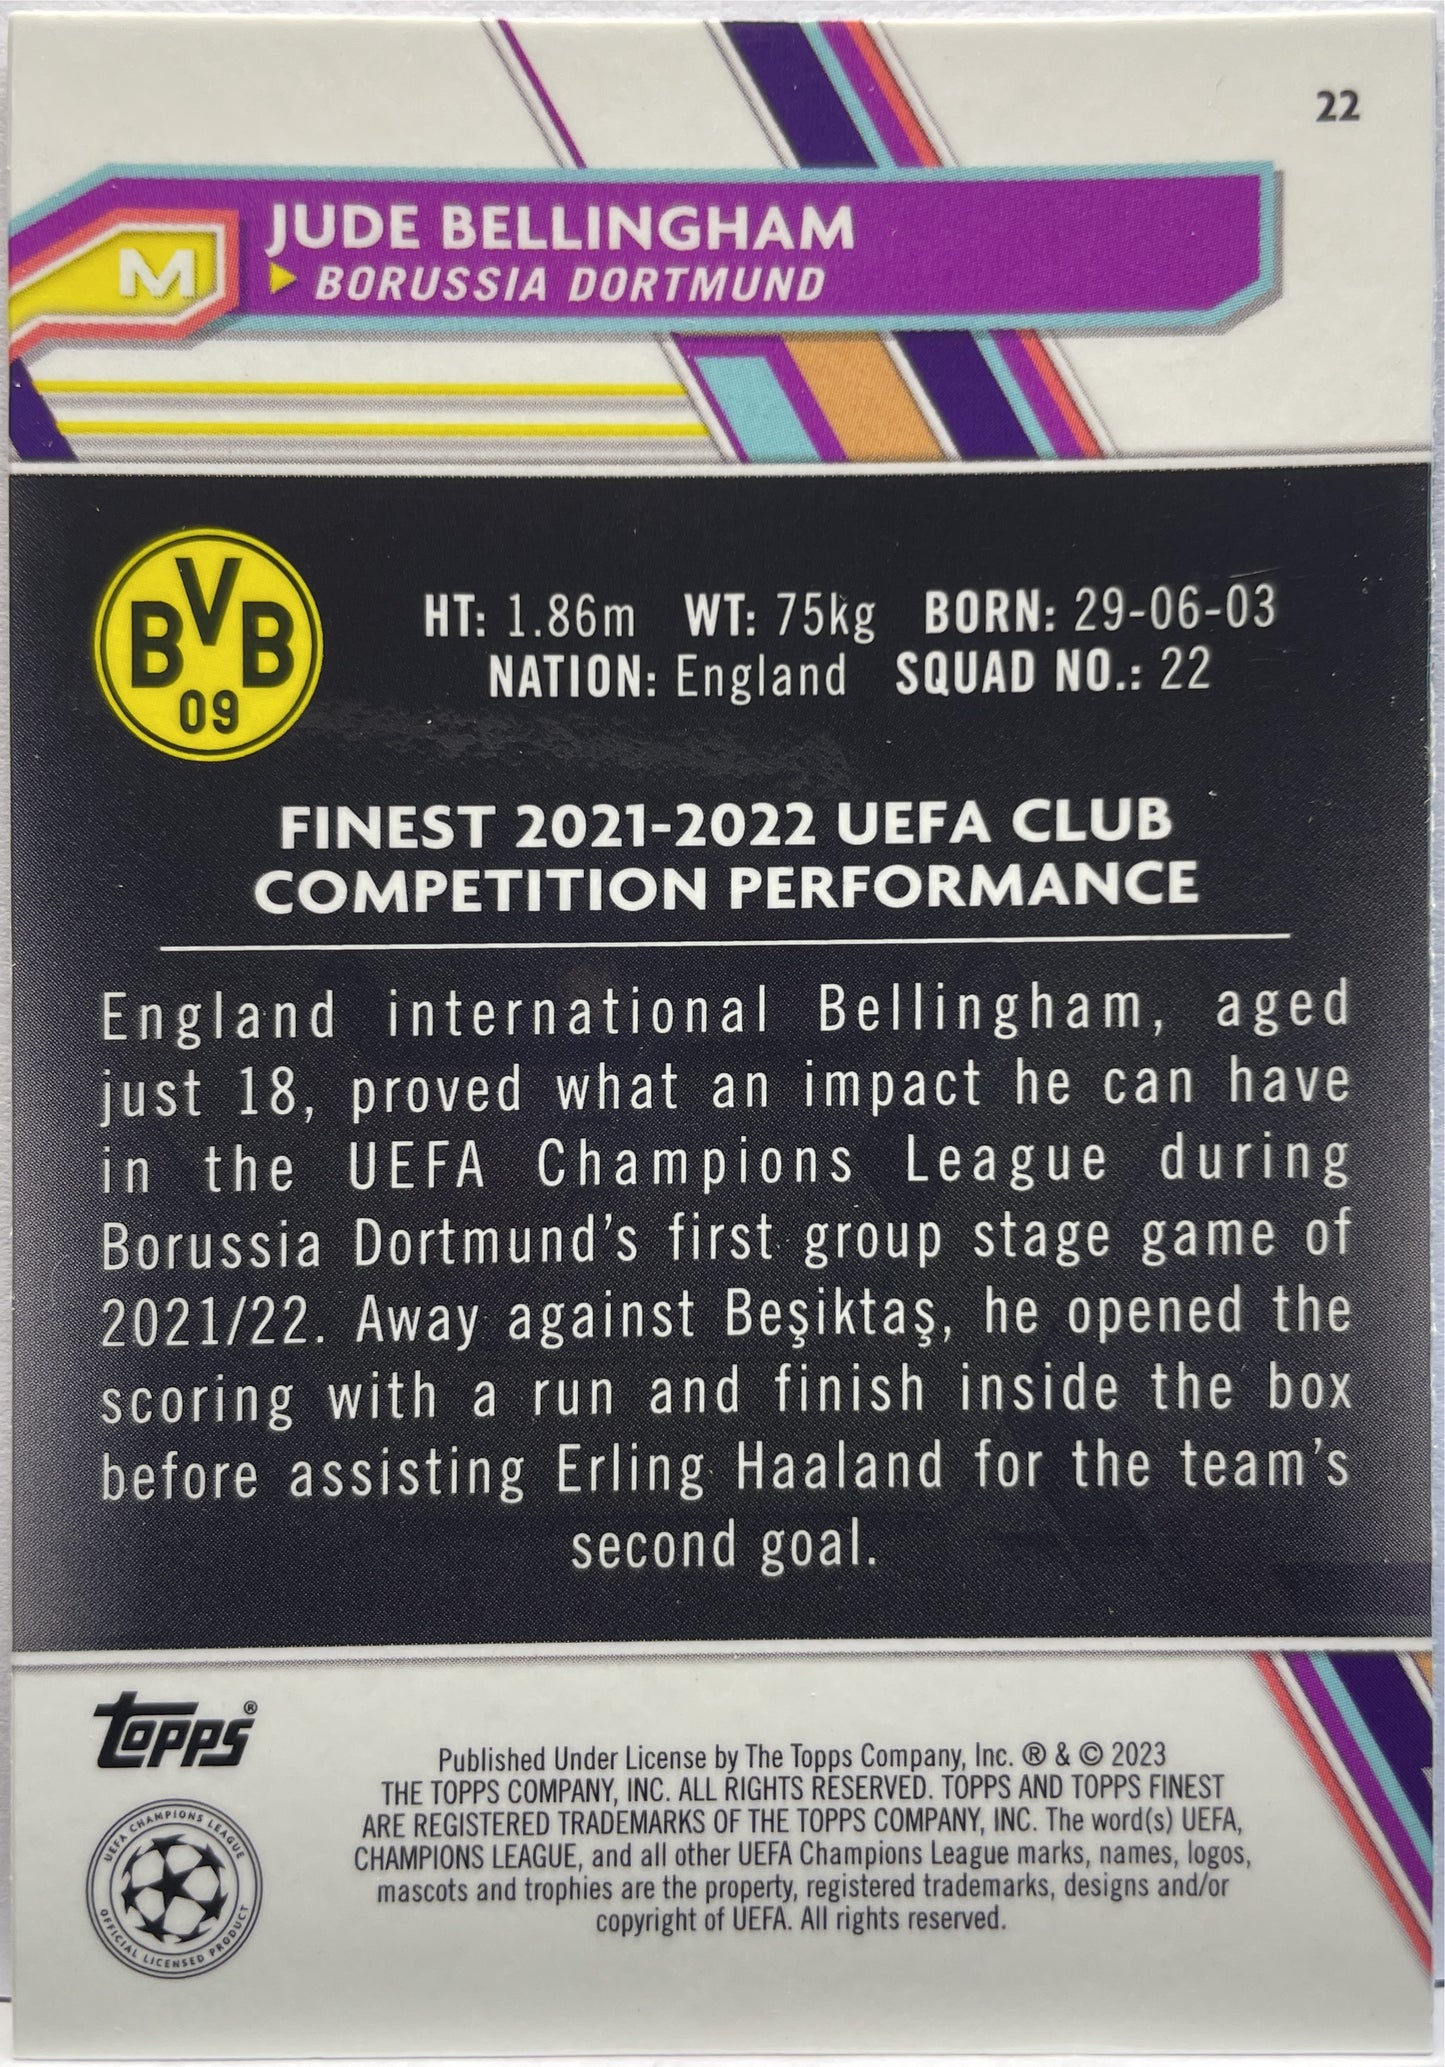 22
JUDE BELLINGHAM
M
BORUSSIA DORTMUND
BVB
09
HT: 1.86m WT: 75kg BORN: 29-06-03
NATION: England SQUAD NO.: 22
FINEST 2021-2022 UEFA CLUB
COMPETITION PERFORMANCE
England international Bellingham, aged
just 18, proved what an impact he can have
in the UEFA Champions League during
Borussia Dortmund's first group stage game of
2021/22. Away against Beşiktaş, he opened the
scoring with a run and finish inside the box
before assisting Erling Haaland for the team's
second goal.
topps®
UEFA CHAMPIONS LEAGUE
OFFICIAL LICENSED PRODUCT
Published Under License by The Topps Company, Inc. ® & © 2023
THE TOPPS COMPANY, INC. ALL RIGHTS RESERVED. TOPPS AND TOPPS FINEST
ARE REGISTERED TRADEMARKS OF THE TOPPS COMPANY, INC. The word(s) UEFA,
CHAMPIONS LEAGUE, and all other UEFA Champions League marks, names, logos,
mascots and trophies are the property, registered trademarks, designs and/or
copyright of UEFA. All rights reserved.